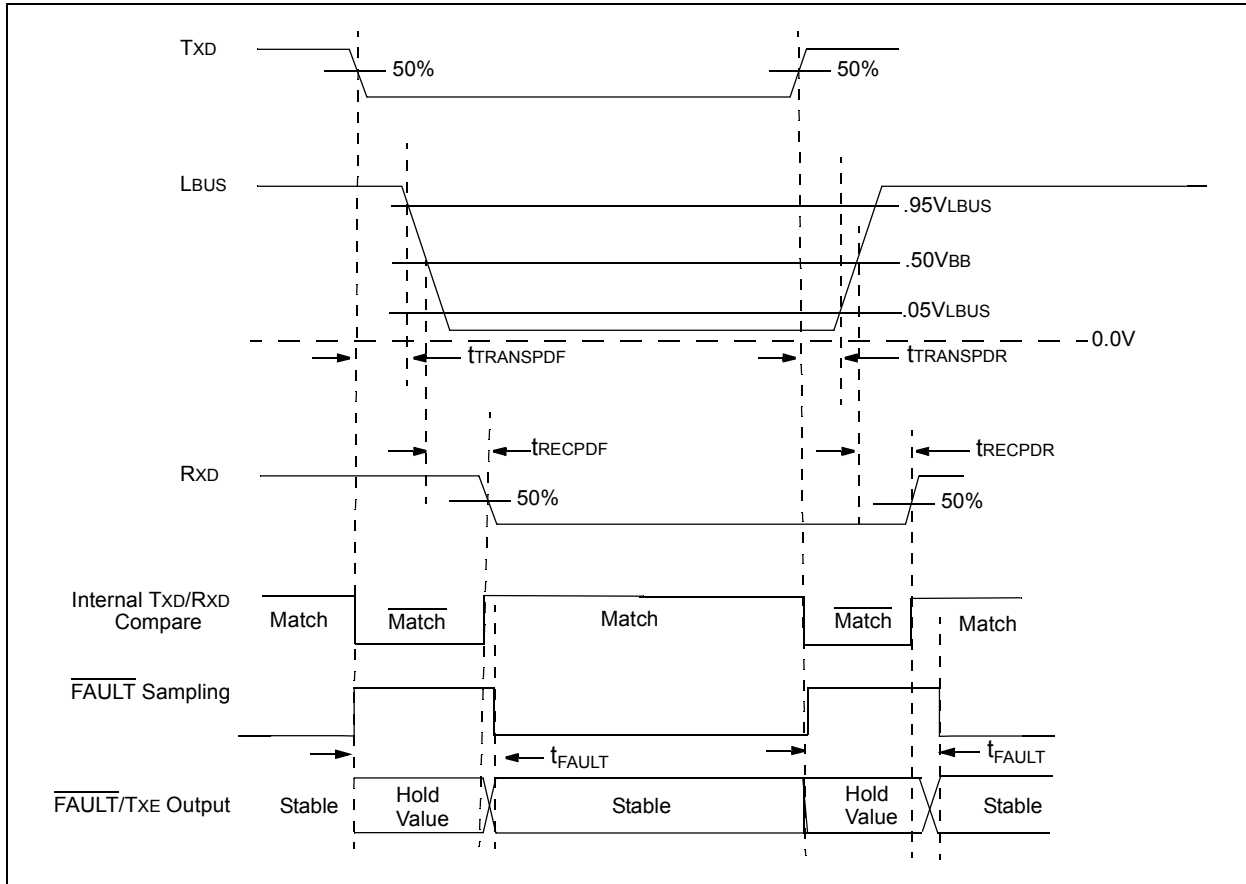 TXD
50%
50%
LBUS
.95VLBUS
.50VBB
.05VLBUS
0.0V
tTRANSPDF
tTRANSPDR
tRECPDF
tRECPDR
RXD
50%
50%
Internal TXD/RXD
Compare
Match
Match
Match
Match
Match
FAULT Sampling
tFAULT
tFAULT
FAULT/TXE Output
Stable
Hold
Value
Stable
Hold
Value
Stable